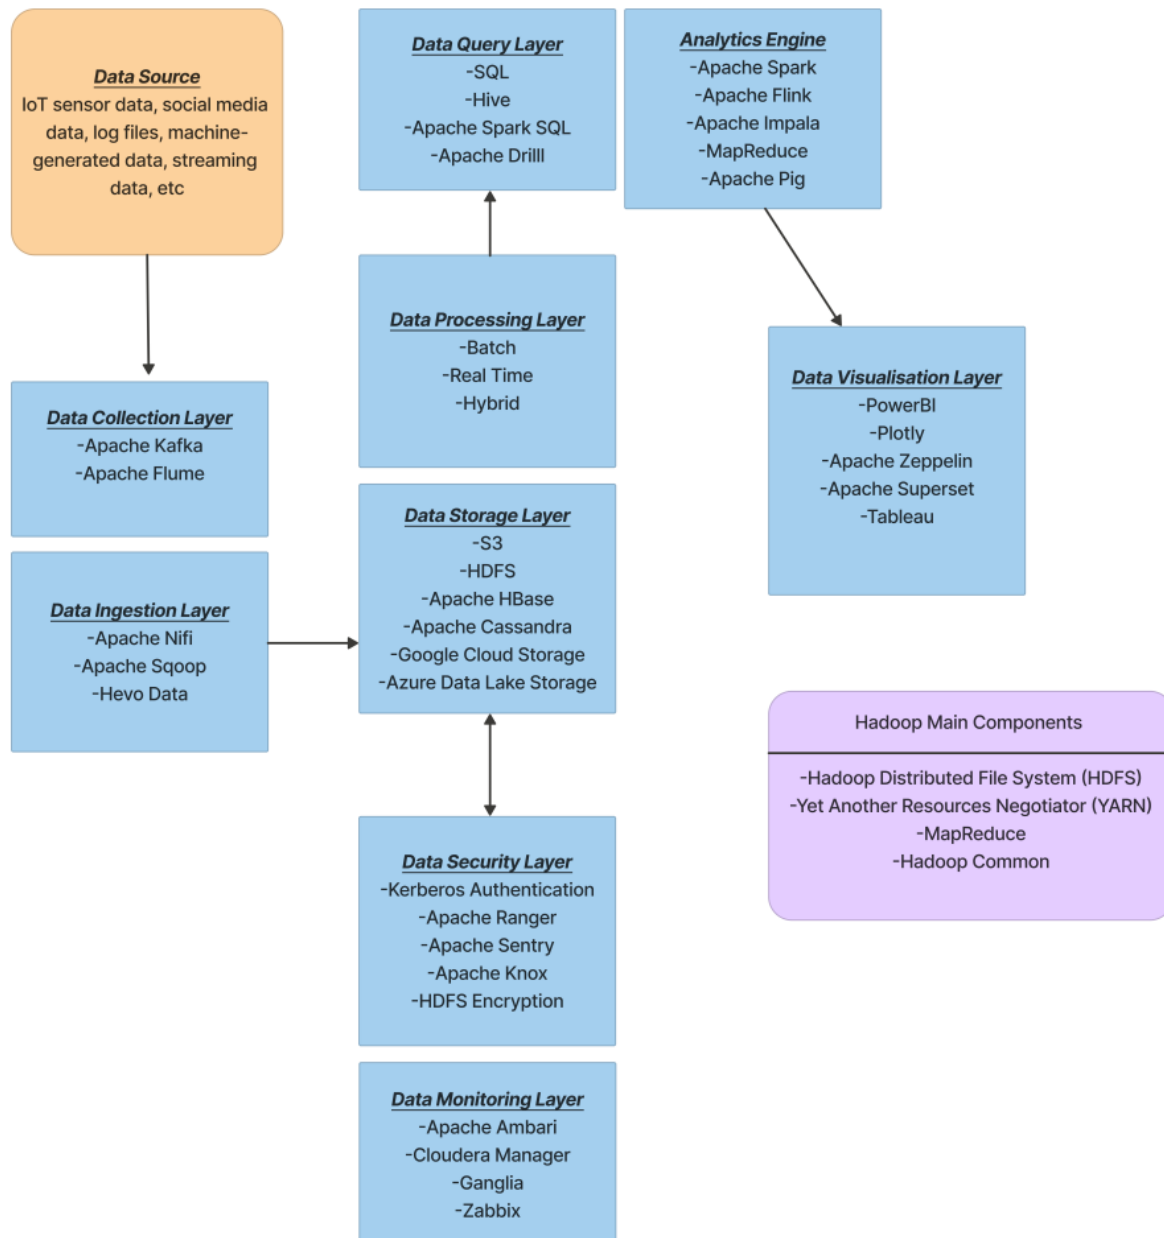 Data Source
IoT sensor data, social media
data, log files, machine-
generated data, streaming
data, etc
Data Collection Layer
-Apache Kafka
-Apache Flume
Data Ingestion Layer
-Apache Nifi
-Apache Sqoop
-Hevo Data
Data Query Layer
-SQL
-Hive
-Apache Spark SQL
-Apache Drilll
Data Processing Layer
-Batch
-Real Time
-Hybrid
Data Storage Layer
-S3
-HDFS
-Apache HBase
-Apache Cassandra
-Google Cloud Storage
-Azure Data Lake Storage
Data Security Layer
-Kerberos Authentication
-Apache Ranger
-Apache Sentry
-Apache Knox
-HDFS Encryption
Data Monitoring Layer
-Apache Ambari
-Cloudera Manager
-Ganglia
-Zabbix
Analytics Engine
-Apache Spark
-Apache Flink
-Apache Impala
-MapReduce
-Apache Pig
Data Visualisation Layer
-PowerBI
-Plotly
-Apache Zeppelin
-Apache Superset
-Tableau
Hadoop Main Components
-Hadoop Distributed File System (HDFS)
-Yet Another Resources Negotiator (YARN)
-MapReduce
-Hadoop Common